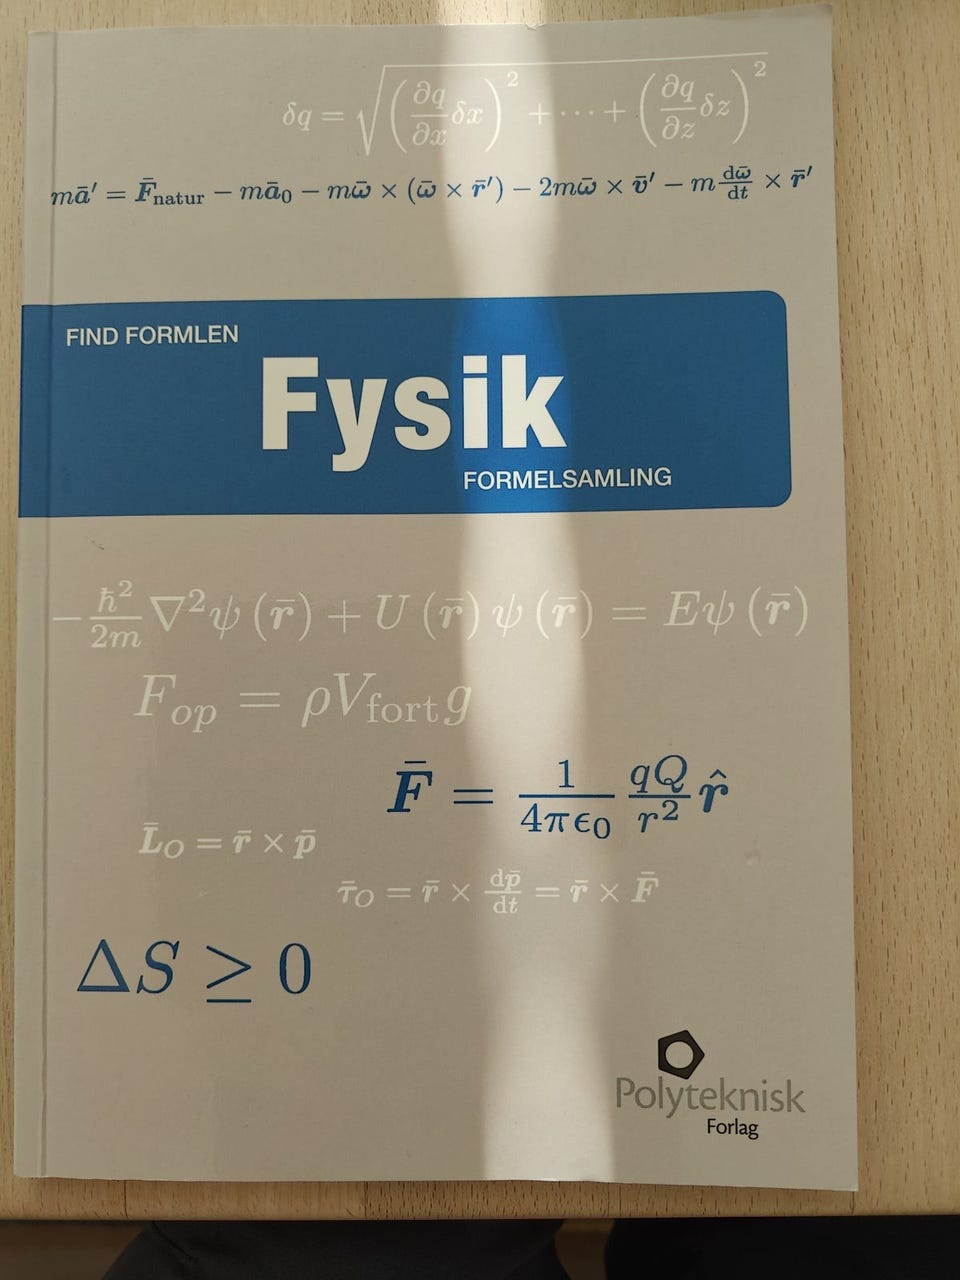 δq = √((∂q/∂x δx)² + ··· + (∂q/∂z δz)²)
mā′ = F̄natur − mā₀ − mω̄ × (ω̄ × r̄′) − 2mω̄ × v̄′ − m dω̄/dt × r̄′
FIND FORMLEN
Fysik
FORMELSAMLING
−ħ²/2m ∇²ψ (r̄) + U (r̄) ψ (r̄) = Eψ (r̄)
Fop = ρVfort g
F̄ = 1/4πϵ₀ qQ/r² r̂
L̄O = r̄ × p̄
τ̄O = r̄ × dp̄/dt = r̄ × F̄
ΔS ≥ 0
Polyteknisk
Forlag